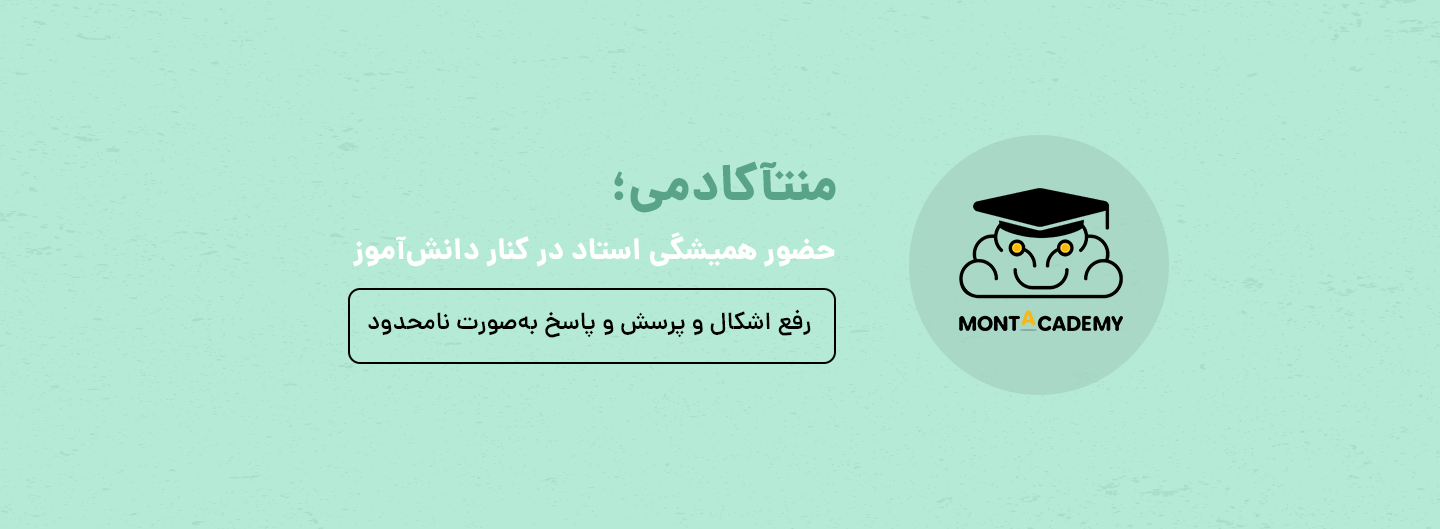 منتآکادمی؛
حضور همیشگی استاد در کنار دانش‌آموز
رفع اشکال و پرسش و پاسخ به‌صورت نامحدود
MONTACADEMY